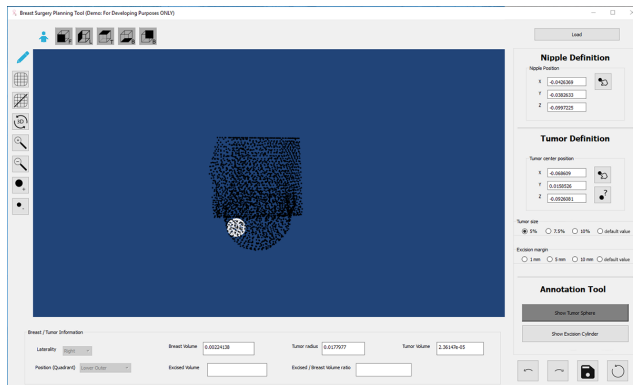 Breast Surgery Planning Tool (Demo: For Developing Purposes ONLY)
Load
Nipple Definition
Nipple Position
X -0.0426369
Y -0.0382633
Z -0.0997225
3D
Tumor Definition
Tumor center position
X -0.068639
Y 0.0158526
Z -0.0926081
?
Tumor size
5% 7.5% 10% default value
Excision margin
1 mm 5 mm 10 mm default value
Annotation Tool
Show Tumor Sphere
Show Excision Cylinder
Breast / Tumor Information
Laterality Right
Breast Volume 0.00224138
Tumor radius 0.0177977
Tumor Volume 2.36147e-05
Position (Quadrant) Lower Outer
Excised Volume
Excised / Breast Volume ratio